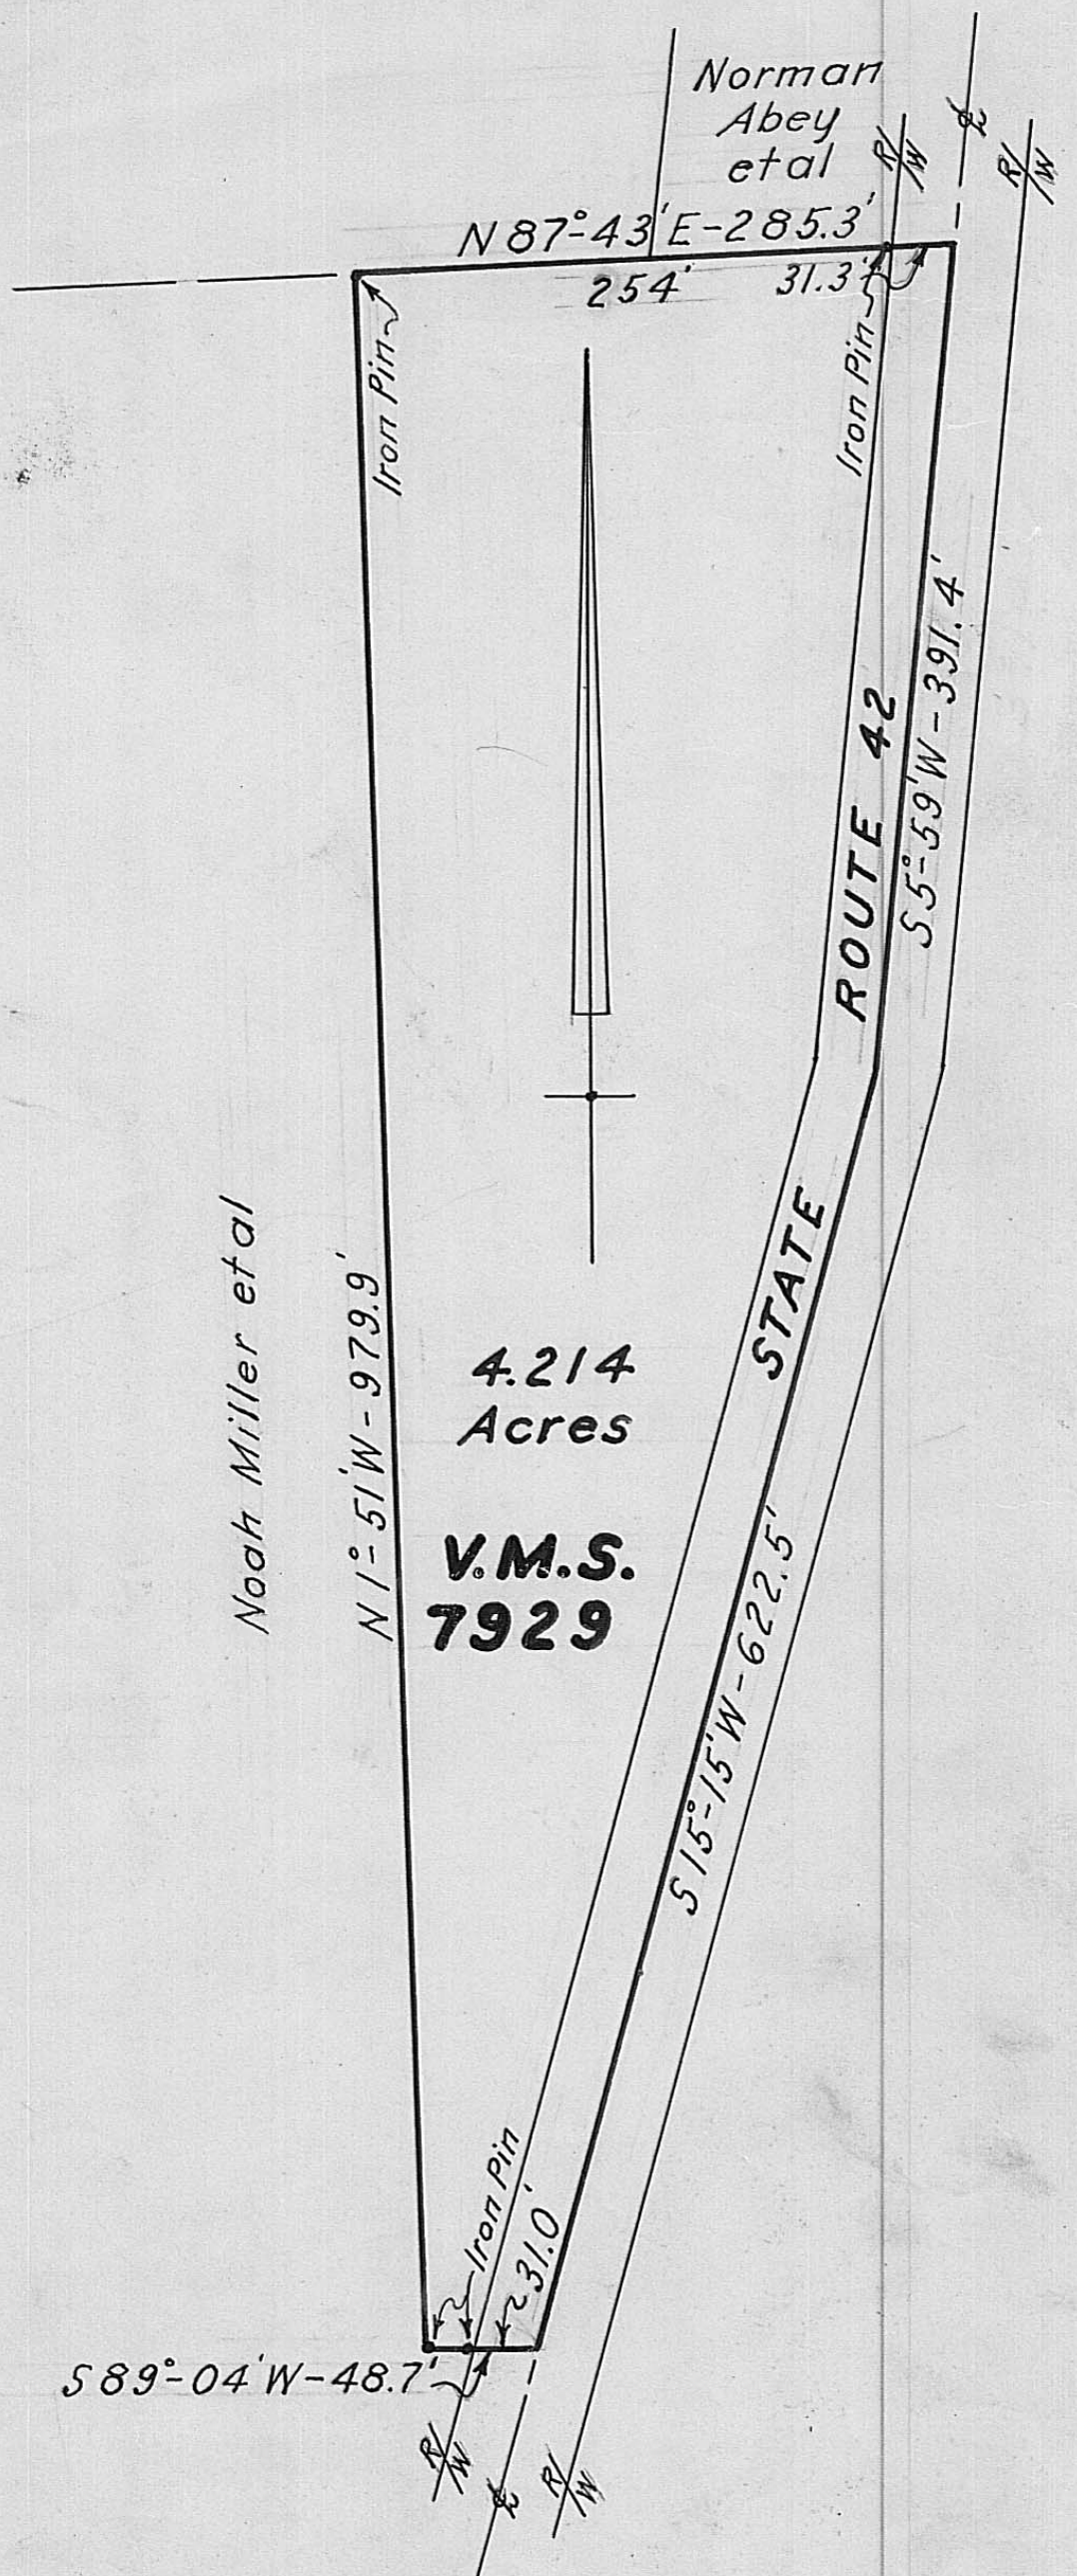 Norman
Abey
etal
R/W
℄
R/W
N 87°-43' E-285.3'
254'
31.3'
Iron Pin
Iron Pin
S 5°-59' W-391.4'
STATE ROUTE 42
Noah Miller etal
N 1°-51' W-979.9'
4.214
Acres
V.M.S.
7929
S 15°-15' W-622.5'
Iron Pin
31.0'
S 89°-04' W-48.7'
R/W
℄
R/W